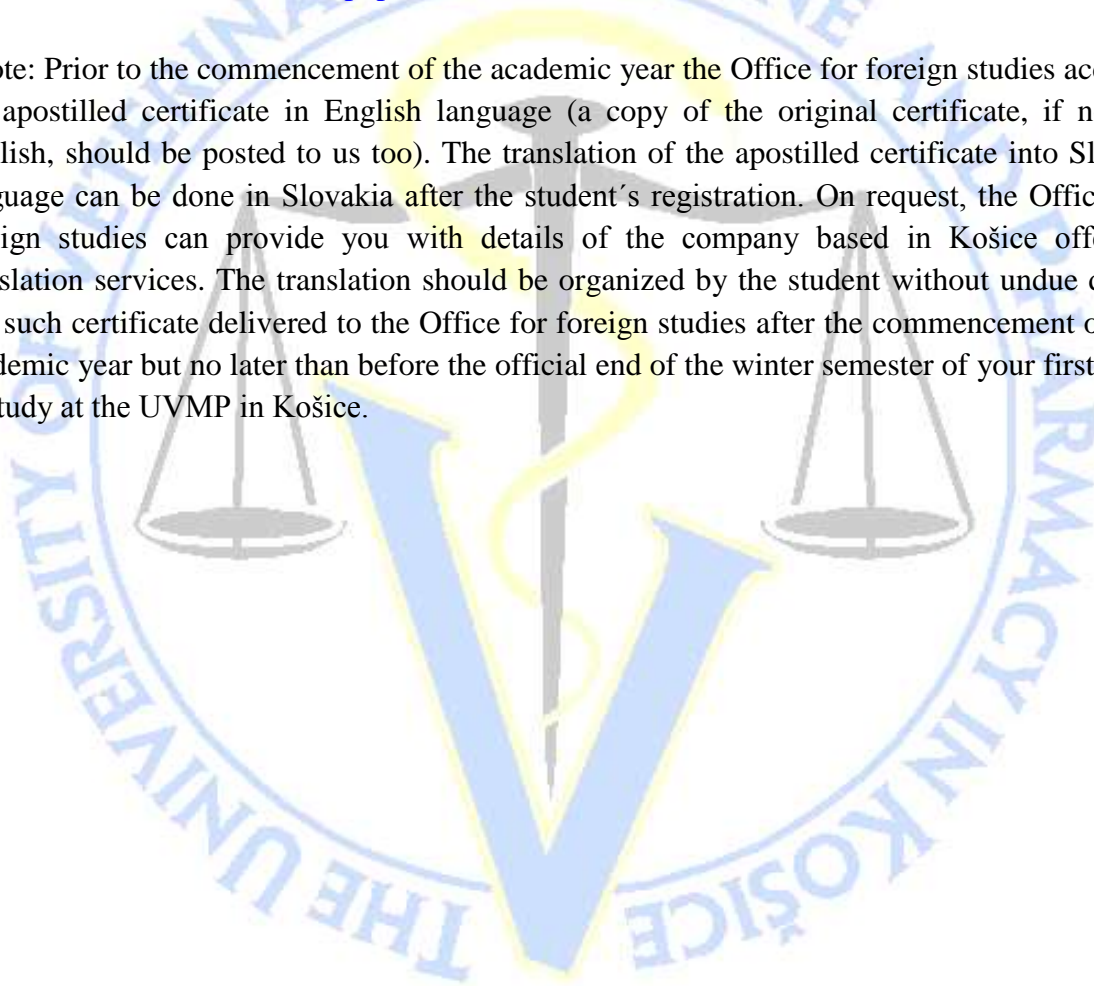 ote: Prior to the commencement of the academic year the Office for foreign studies acc
apostilled certificate in English language (a copy of the original certificate, if n
lish, should be posted to us too). The translation of the apostilled certificate into Sl
guage can be done in Slovakia after the student´s registration. On request, the Offic
ign studies can provide you with details of the company based in Košice offe
slation services. The translation should be organized by the student without undue d
such certificate delivered to the Office for foreign studies after the commencement o
demic year but no later than before the official end of the winter semester of your first
tudy at the UVMP in Košice.
THE UNIVERSITY OF VETERINA NE AND PHARMACY IN KOŠICE